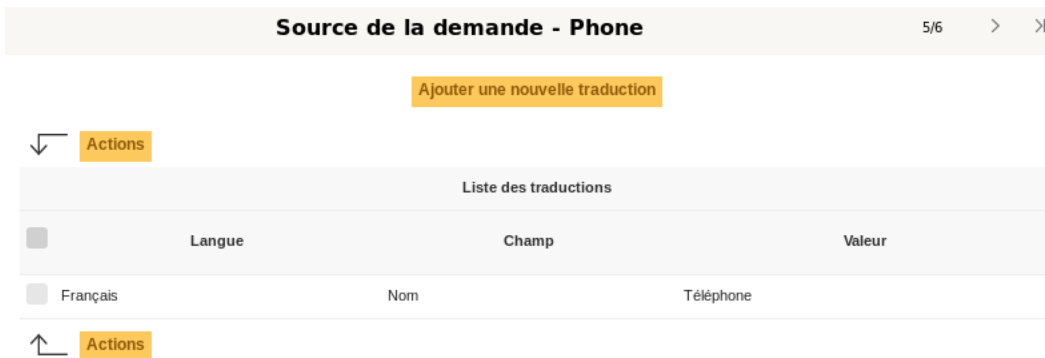 Source de la demande - Phone 5/6
Ajouter une nouvelle traduction
Actions
Liste des traductions
Langue Champ Valeur
Français Nom Téléphone
Actions